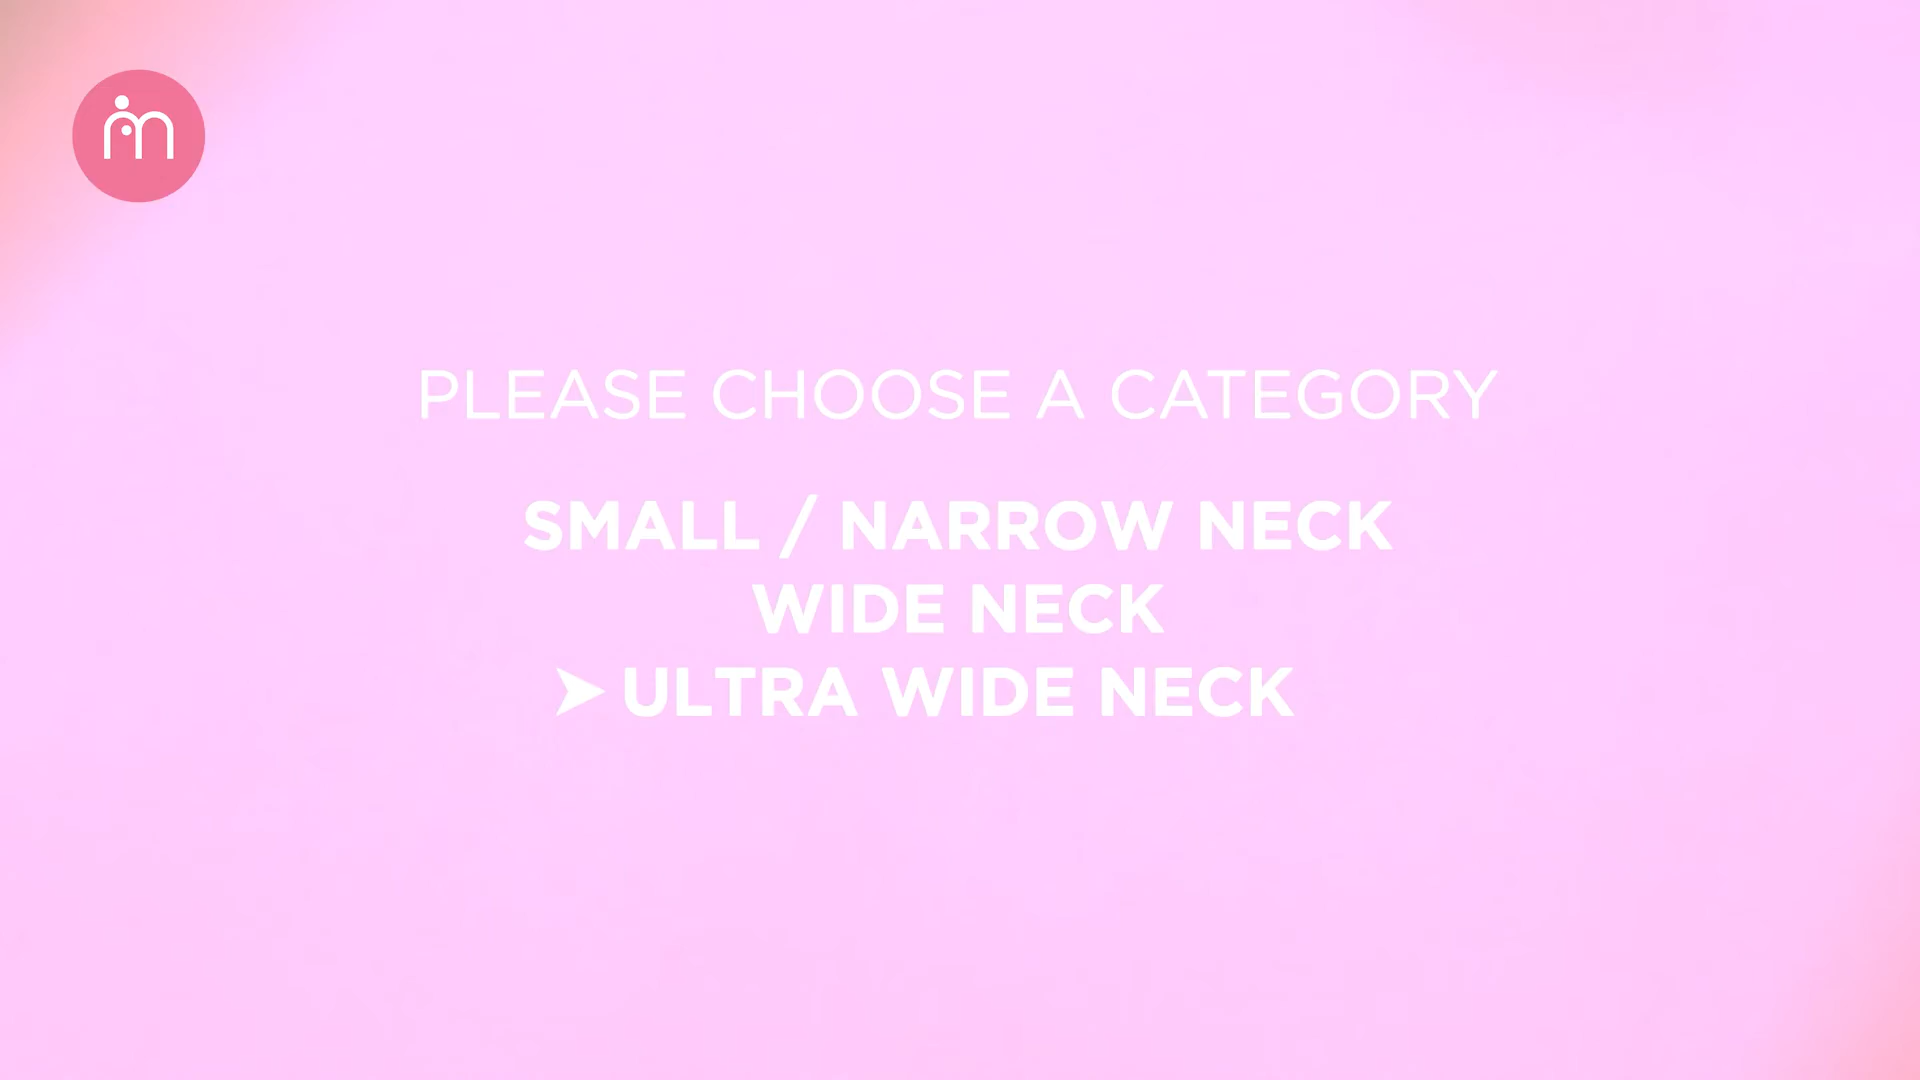 PLEASE CHOOSE A CATEGORY
SMALL / NARROW NECK
WIDE NECK
➤ ULTRA WIDE NECK